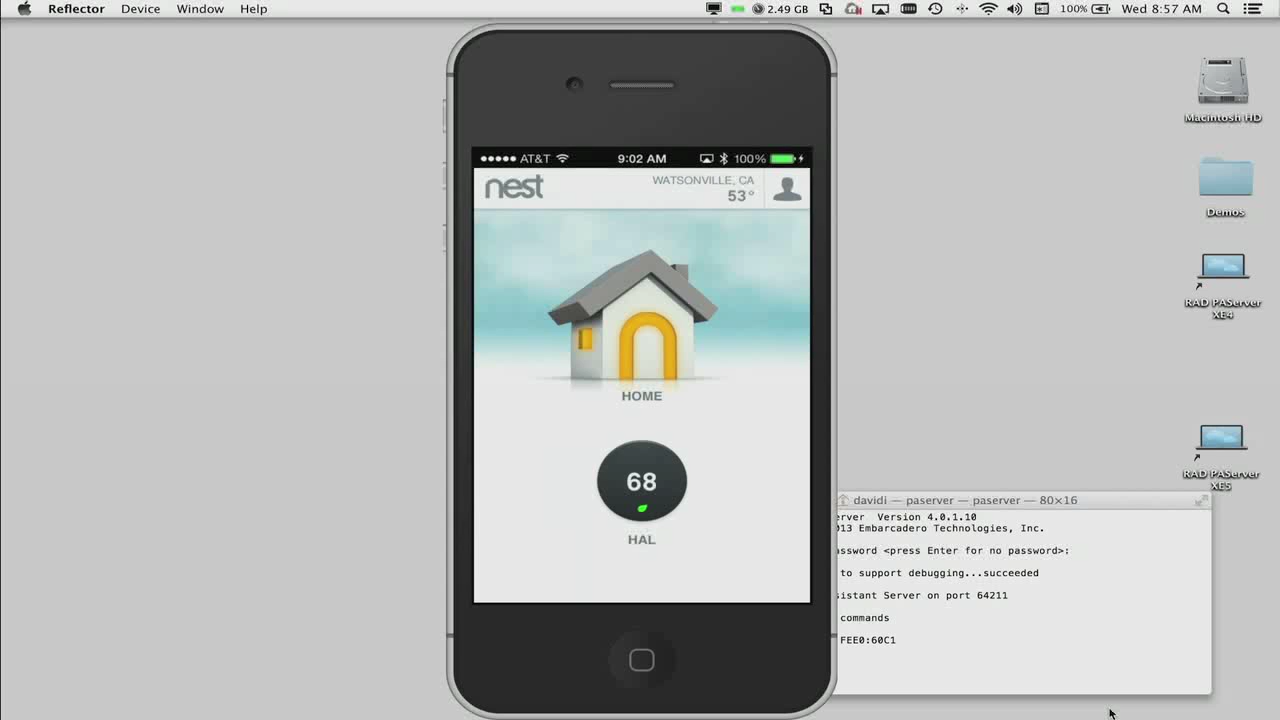 Reflector Device Window Help 2.49 GB 100% Wed 8:57 AM
AT&T 9:02 AM 100%
nest
WATSONVILLE, CA
53°
HOME
68
HAL
Macintosh HD
Demos
RAD PAServer
XE4
RAD PAServer
XE5
davidi — paserver — paserver — 80×16
erver Version 4.0.1.10
13 Embarcadero Technologies, Inc.
assword <press Enter for no password>:
to support debugging...succeeded
sistant Server on port 64211
commands
FEE0:60C1